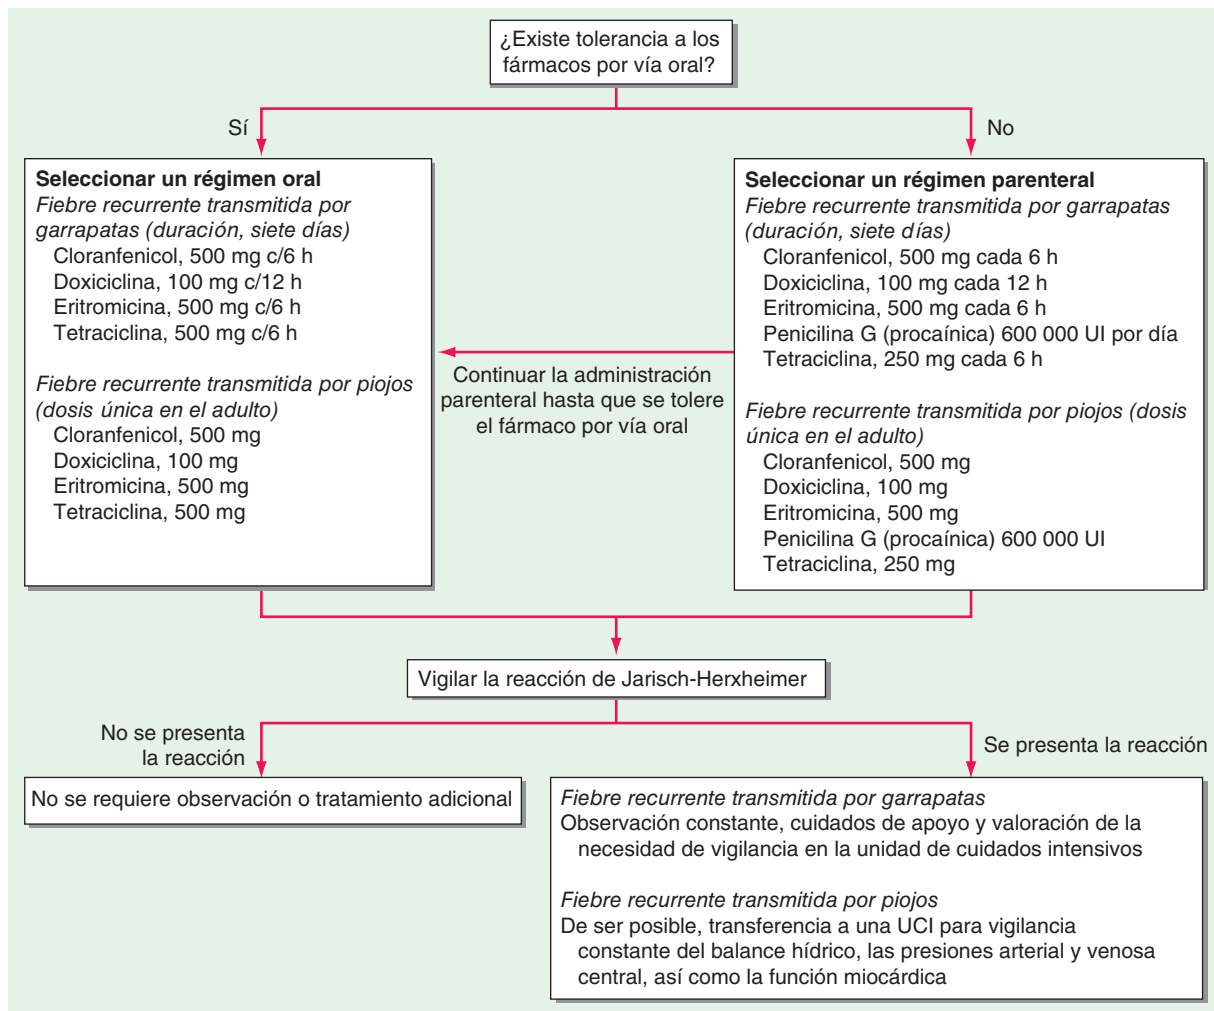 ¿Existe tolerancia a los
fármacos por vía oral?
Sí
No
Seleccionar un régimen oral
Fiebre recurrente transmitida por
garrapatas (duración, siete días)
Cloranfenicol, 500 mg c/6 h
Doxiciclina, 100 mg c/12 h
Eritromicina, 500 mg c/6 h
Tetraciclina, 500 mg c/6 h
Fiebre recurrente transmitida por piojos
(dosis única en el adulto)
Cloranfenicol, 500 mg
Doxiciclina, 100 mg
Eritromicina, 500 mg
Tetraciclina, 500 mg
Continuar la administración
parenteral hasta que se tolere
el fármaco por vía oral
Seleccionar un régimen parenteral
Fiebre recurrente transmitida por garrapatas
(duración, siete días)
Cloranfenicol, 500 mg cada 6 h
Doxiciclina, 100 mg cada 12 h
Eritromicina, 500 mg cada 6 h
Penicilina G (procaínica) 600 000 UI por día
Tetraciclina, 250 mg cada 6 h
Fiebre recurrente transmitida por piojos (dosis
única en el adulto)
Cloranfenicol, 500 mg
Doxiciclina, 100 mg
Eritromicina, 500 mg
Penicilina G (procaínica) 600 000 UI
Tetraciclina, 250 mg
Vigilar la reacción de Jarisch-Herxheimer
No se presenta
la reacción
Se presenta la reacción
No se requiere observación o tratamiento adicional
Fiebre recurrente transmitida por garrapatas
Observación constante, cuidados de apoyo y valoración de la
necesidad de vigilancia en la unidad de cuidados intensivos
Fiebre recurrente transmitida por piojos
De ser posible, transferencia a una UCI para vigilancia
constante del balance hídrico, las presiones arterial y venosa
central, así como la función miocárdica